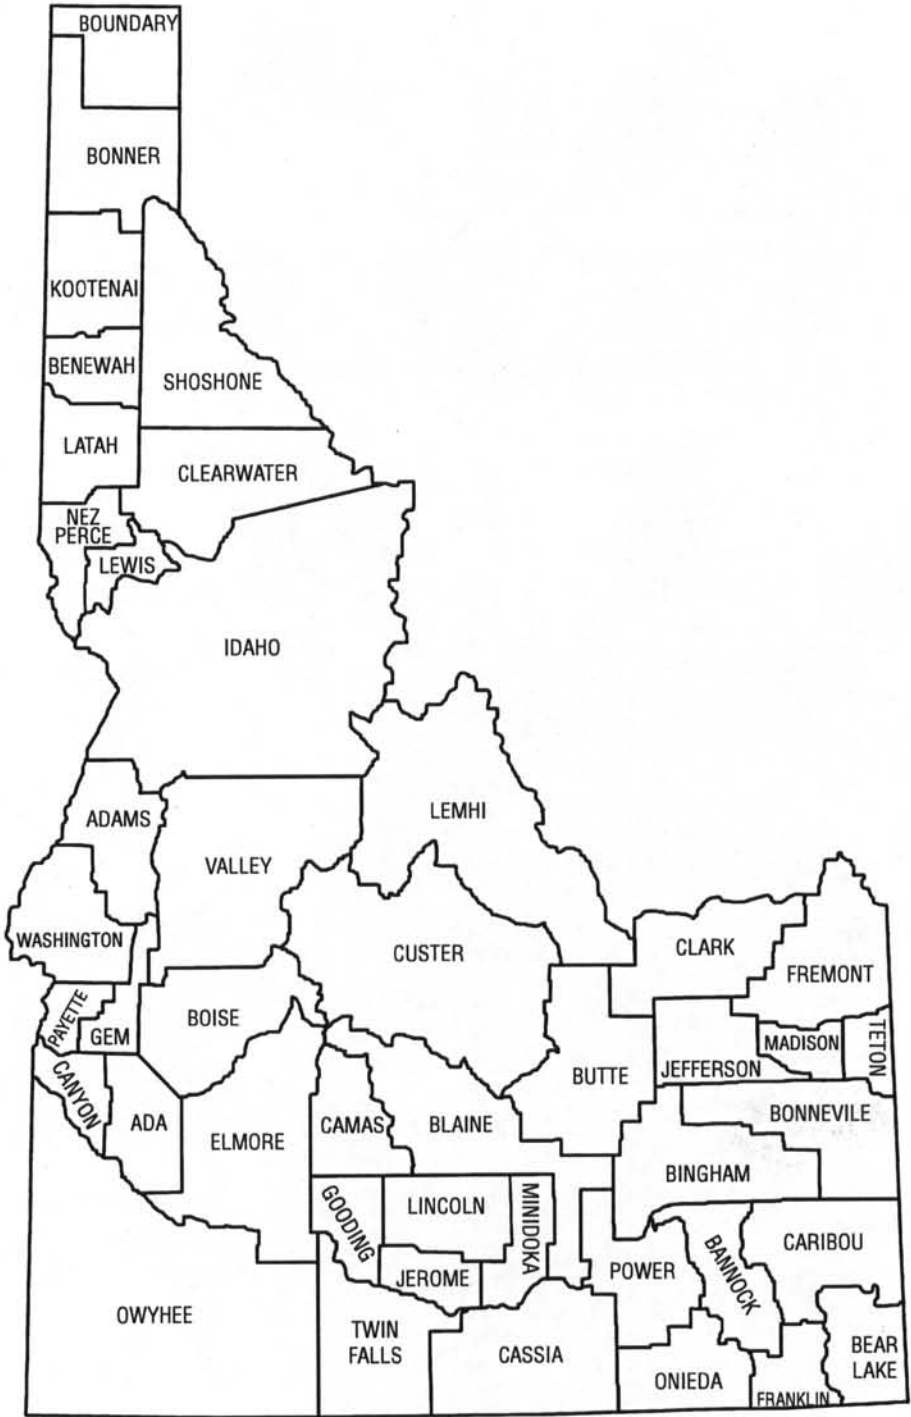 BOUNDARY
BONNER
KOOTENAI
BENEWAH
SHOSHONE
LATAH
CLEARWATER
NEZ
PERCE
LEWIS
IDAHO
LEMHI
ADAMS
VALLEY
WASHINGTON
CUSTER
CLARK
FREMONT
PAYETTE
GEM
BOISE
BUTTE
JEFFERSON
MADISON
TETON
CANYON
ADA
ELMORE
CAMAS
BLAINE
BONNEVILE
BINGHAM
GOODING
LINCOLN
MINIDOKA
JEROME
POWER
BANNOCK
CARIBOU
OWYHEE
TWIN
FALLS
CASSIA
ONIEDA
FRANKLIN
BEAR
LAKE